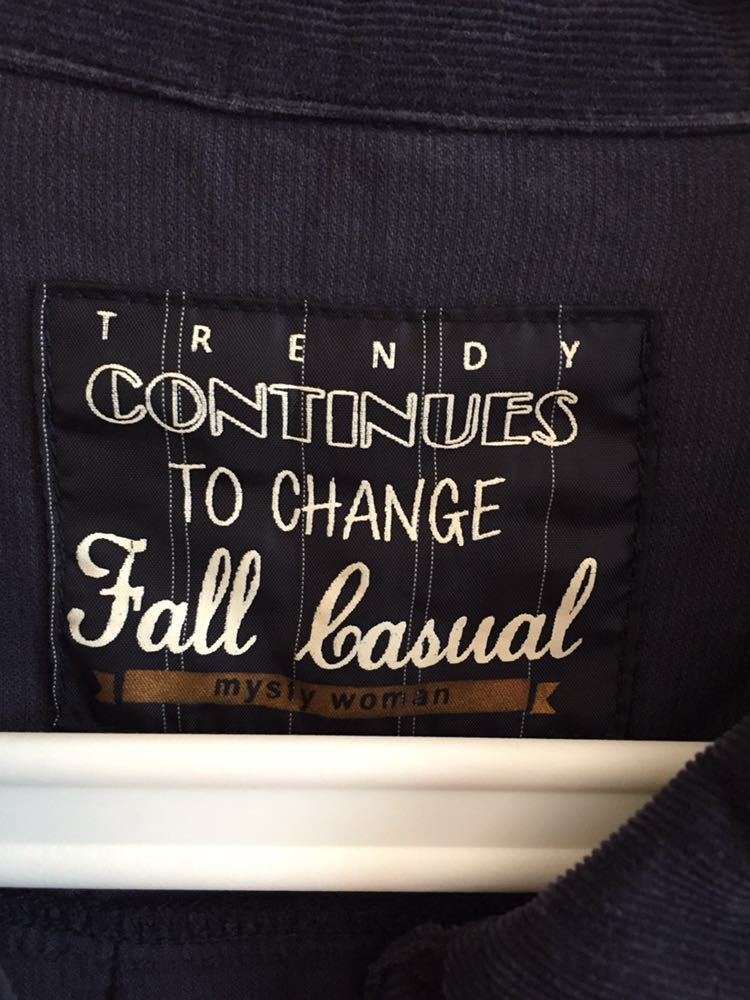 TRENDY
CONTINUES
TO CHANGE
Fall Casual
mysty woman